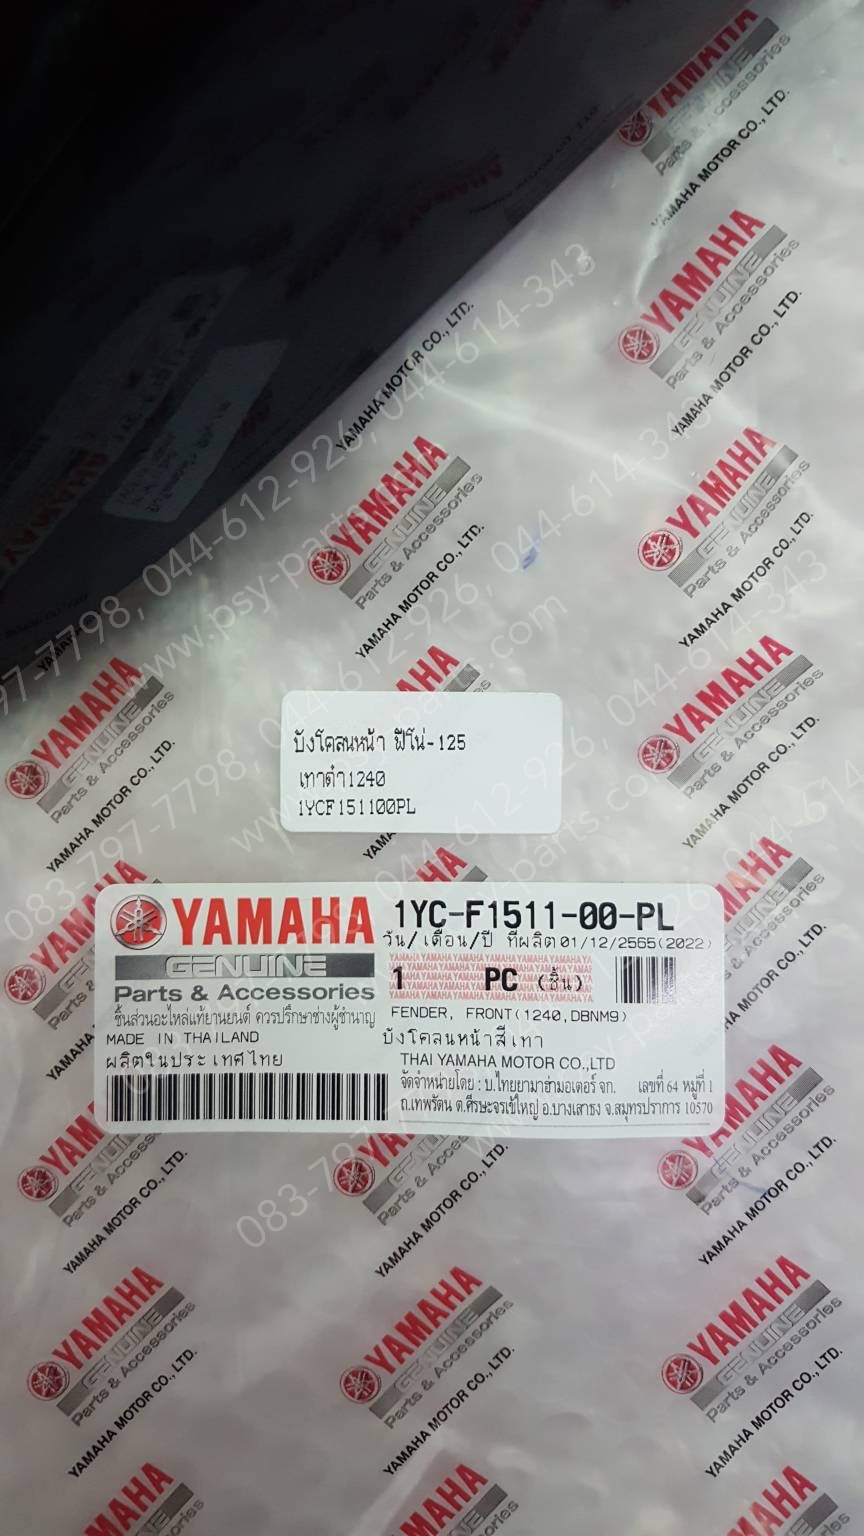 บังโคลนหน้า ฟีโน่-125
เทาดำ1240
1YCF151100PL
YAMAHA
GENUINE
Parts & Accessories
ชิ้นส่วนอะไหล่แท้ยานยนต์ ควรปรึกษาช่างผู้ชำนาญ
MADE IN THAILAND
ผลิตในประเทศไทย
1YC-F1511-00-PL
วัน/เดือน/ปี ที่ผลิต01/12/2565(2022)
1 PC (ชิ้น)
FENDER, FRONT(1240,DBNM9)
บังโคลนหน้าสีเทา
THAI YAMAHA MOTOR CO.,LTD
จัดจำหน่ายโดย : บ.ไทยยามาฮ่ามอเตอร์ จก. เลขที่ 64 หมู่ที่ 1
ถ.เทพรัตน ต.ศีรษะจรเข้ใหญ่ อ.บางเสาธง จ.สมุทรปราการ 10570
YAMAHA
GENUINE
Parts & Accessories
YAMAHA MOTOR CO., LTD.
083-797-7798, 044-612-926, 044-614-343
www.psy-parts.com